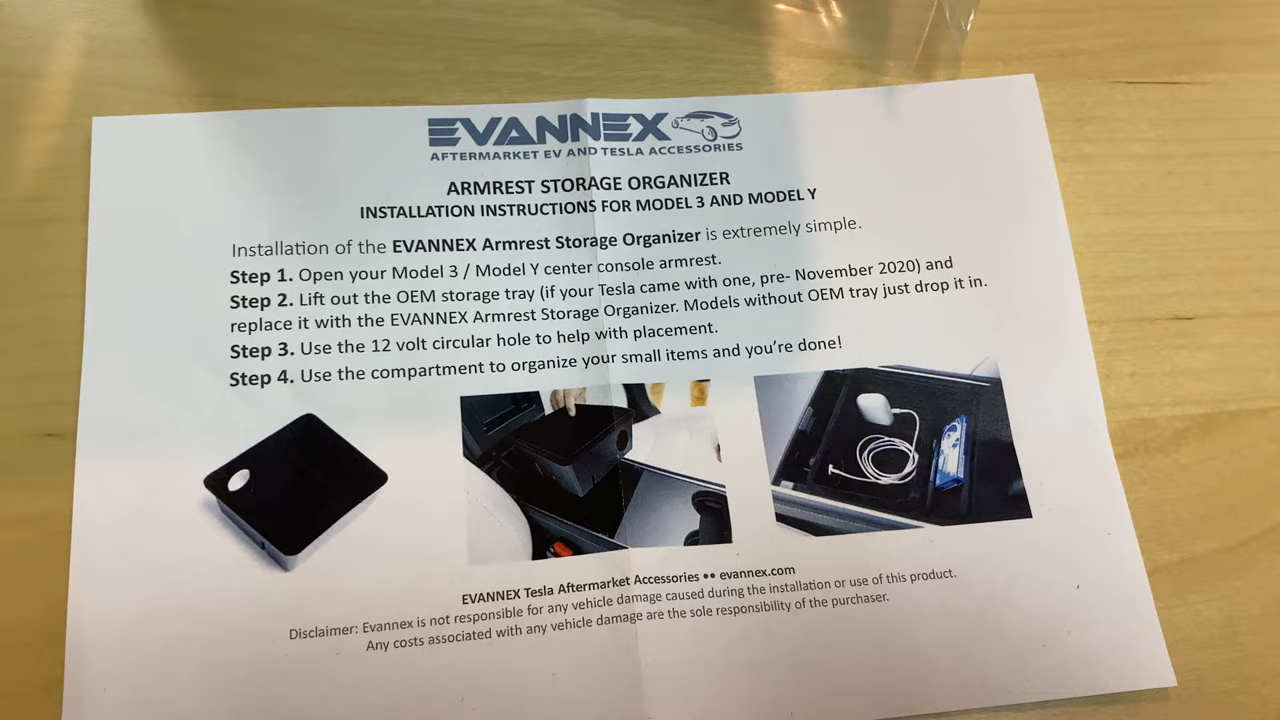 EVANNEX
AFTERMARKET EV AND TESLA ACCESSORIES
ARMREST STORAGE ORGANIZER
INSTALLATION INSTRUCTIONS FOR MODEL 3 AND MODEL Y
Installation of the EVANNEX Armrest Storage Organizer is extremely simple.
Step 1. Open your Model 3 / Model Y center console armrest.
Step 2. Lift out the OEM storage tray (if your Tesla came with one, pre- November 2020) and
replace it with the EVANNEX Armrest Storage Organizer. Models without OEM tray just drop it in.
Step 3. Use the 12 volt circular hole to help with placement.
Step 4. Use the compartment to organize your small items and you're done!
EVANNEX Tesla Aftermarket Accessories •• evannex.com
Disclaimer: Evannex is not responsible for any vehicle damage caused during the installation or use of this product.
Any costs associated with any vehicle damage are the sole responsibility of the purchaser.